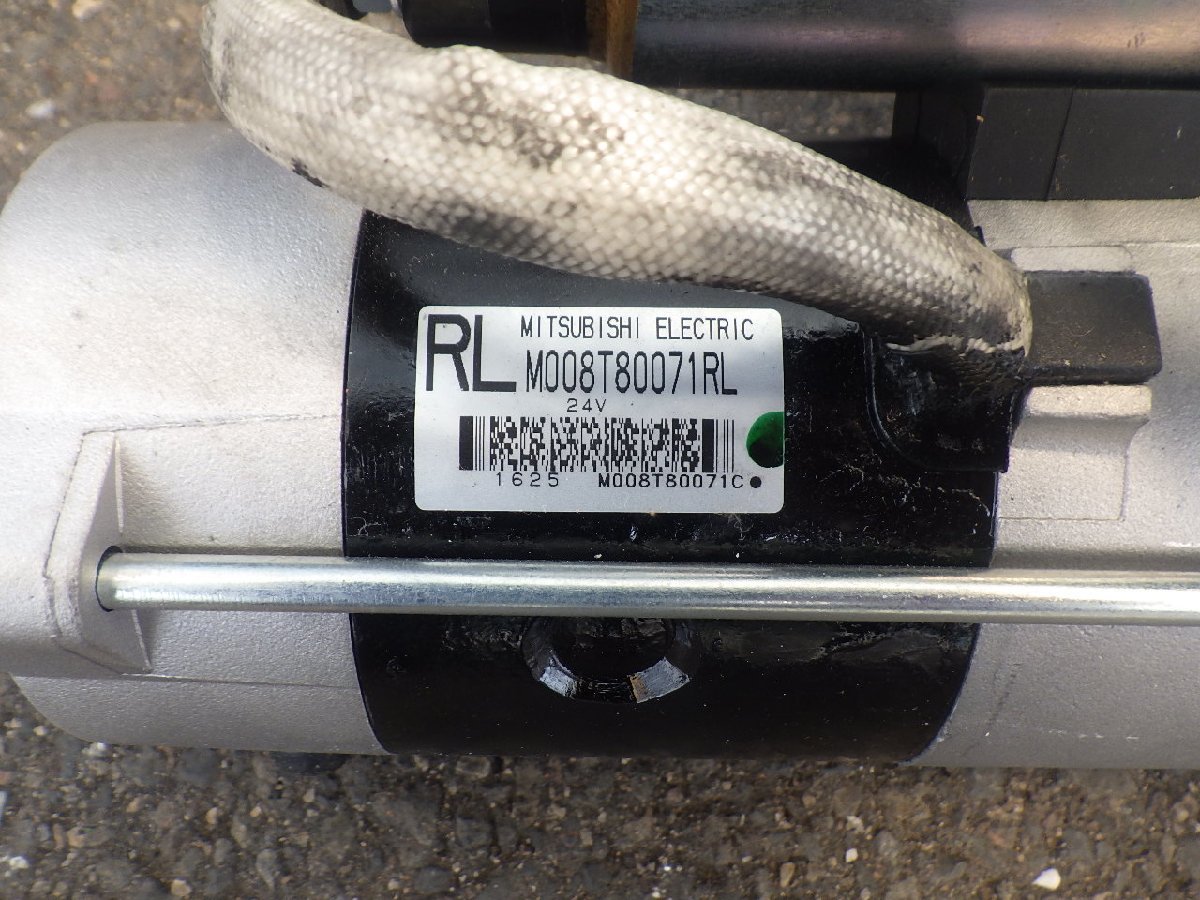 RL MITSUBISHI ELECTRIC
M008T80071RL
24V
1625 M008T80071C